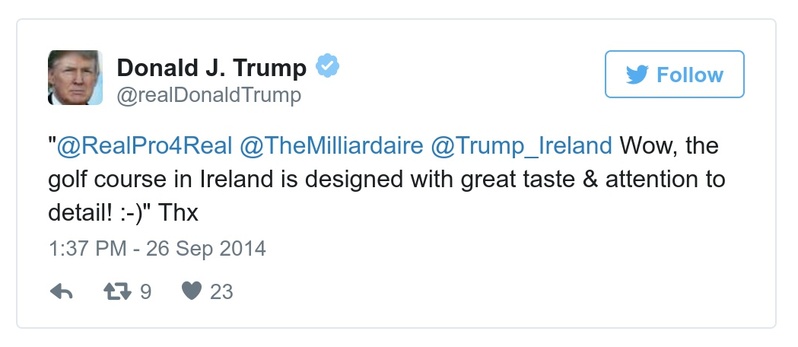 Donald J. Trump
@realDonaldTrump
Follow
"@RealPro4Real @TheMilliardaire @Trump_Ireland Wow, the
golf course in Ireland is designed with great taste & attention to
detail! :-)" Thx
1:37 PM - 26 Sep 2014
9 23